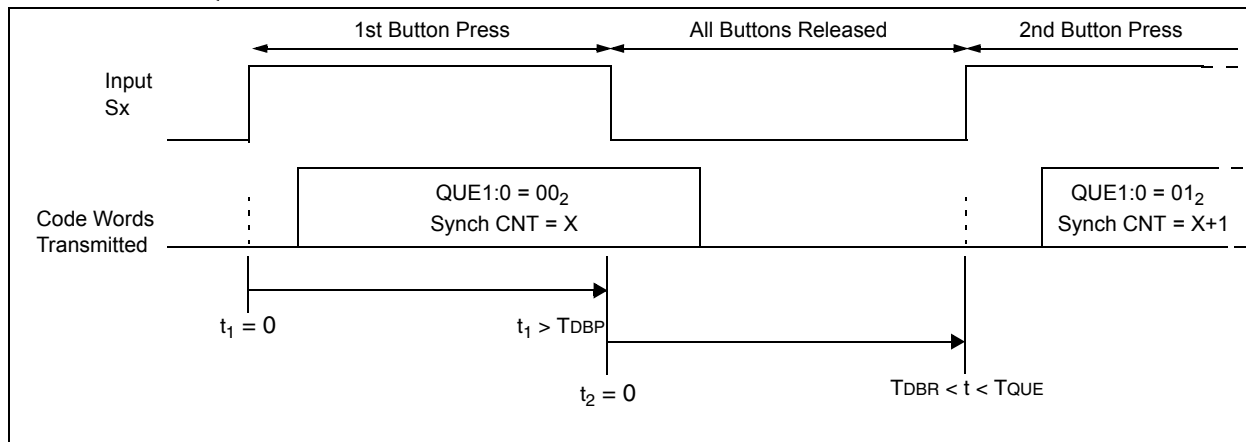 1st Button Press
All Buttons Released
2nd Button Press
Input
Sx
QUE1:0 = 00₂
Synch CNT = X
QUE1:0 = 01₂
Synch CNT = X+1
Code Words
Transmitted
t₁ = 0
t₁ > TDBP
t₂ = 0
TDBR < t < TQUE